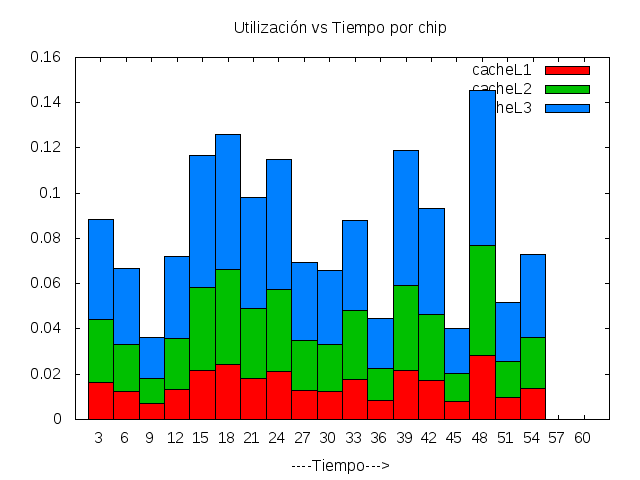 Utilización vs Tiempo por chip
0.16
0.14
0.12
0.1
0.08
0.06
0.04
0.02
0
cacheL1
cacheL2
cheL3
3 6 9 12 15 18 21 24 27 30 33 36 39 42 45 48 51 54 57 60
----Tiempo--->